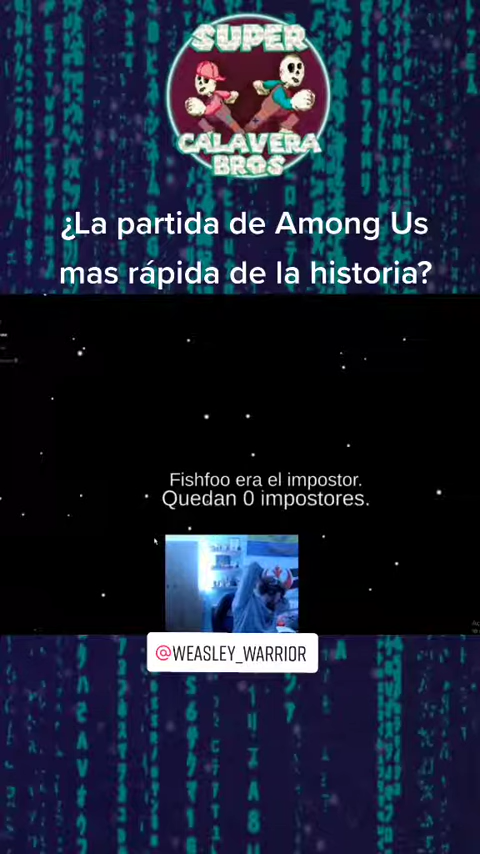 SUPER
CALAVERA
BROS
¿La partida de Among Us
mas rápida de la historia?
Fishfoo era el impostor.
Quedan 0 impostores.
@WEASLEY_WARRIOR